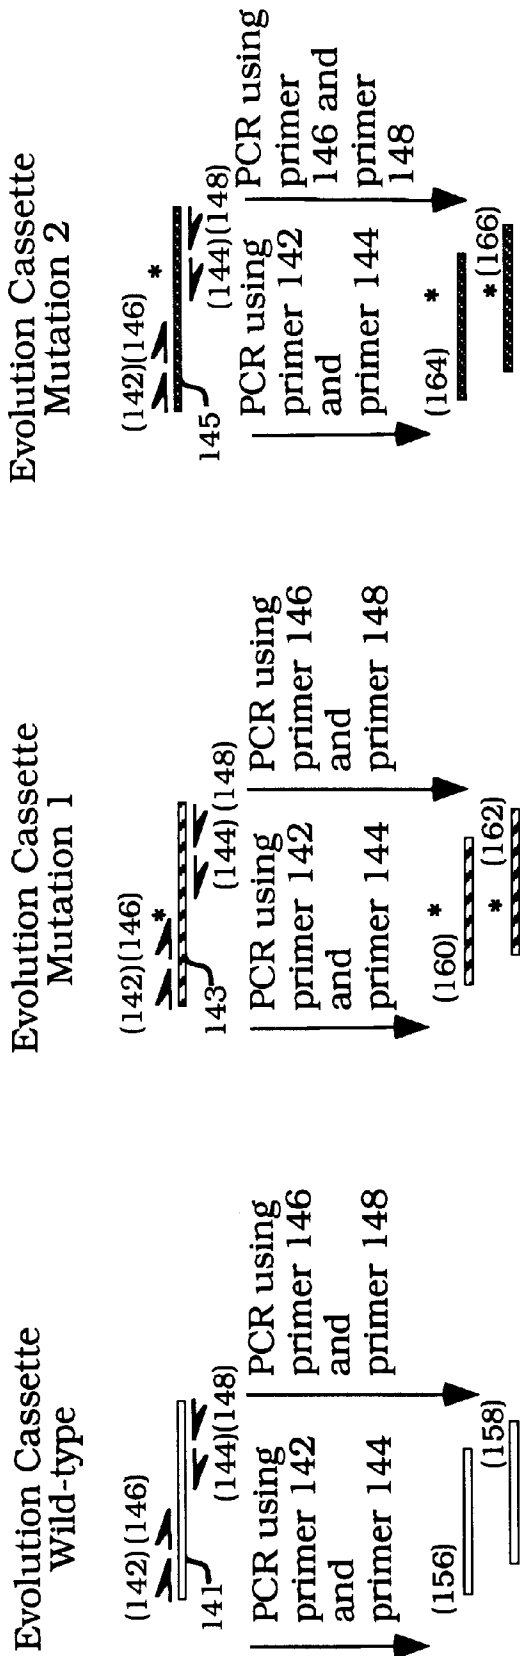 Evolution Cassette
Wild-type
(142) (146)
141
(144)(148)
PCR using
primer 142
and
primer 144
PCR using
primer 146
and
primer 148
(156)
(158)
Evolution Cassette
Mutation 1
(142)(146)
*
143
(144) (148)
PCR using
primer 142
and
primer 144
PCR using
primer 146
and
primer 148
(160)
*
*
(162)
Evolution Cassette
Mutation 2
(142)(146)
*
145
(144)(148)
PCR using
primer 142
and
primer 144
PCR using
primer
146 and
primer
148
(164)
*
*
(166)